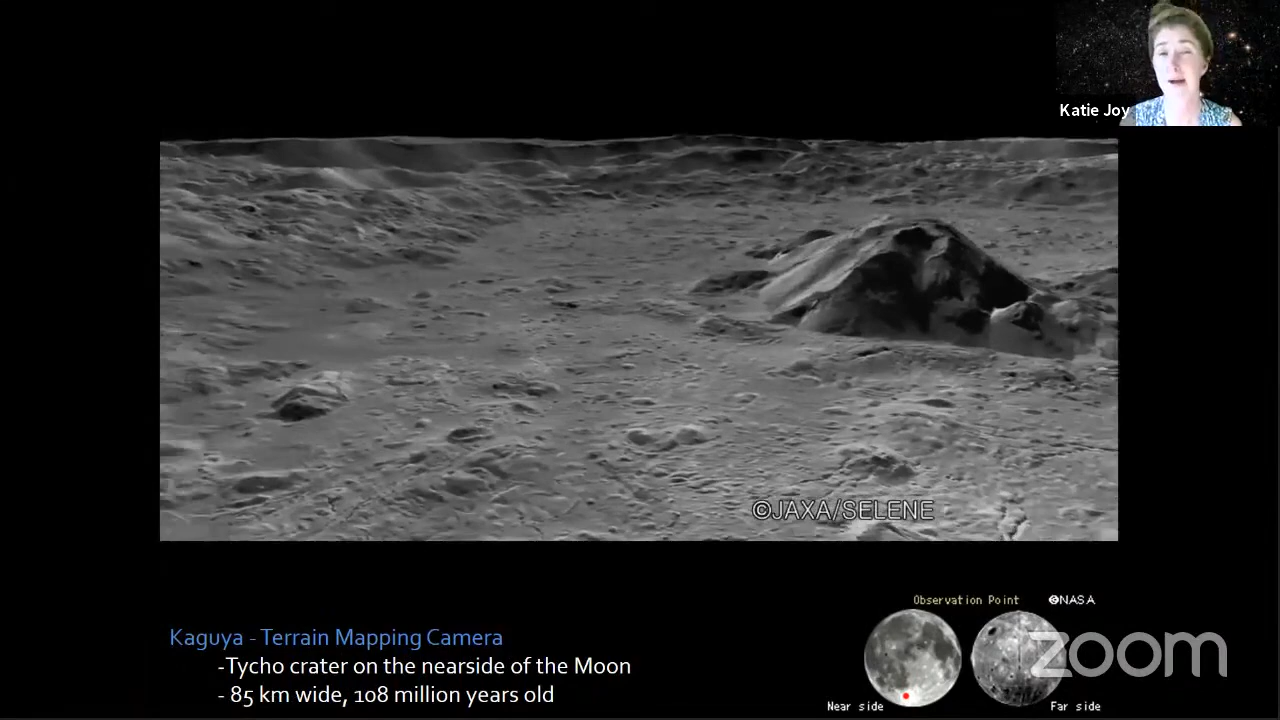 Katie Joy
©JAXA/SELENE
Observation Point ©NASA
Kaguya - Terrain Mapping Camera
-Tycho crater on the nearside of the Moon
- 85 km wide, 108 million years old
zoom
Near side
Far side